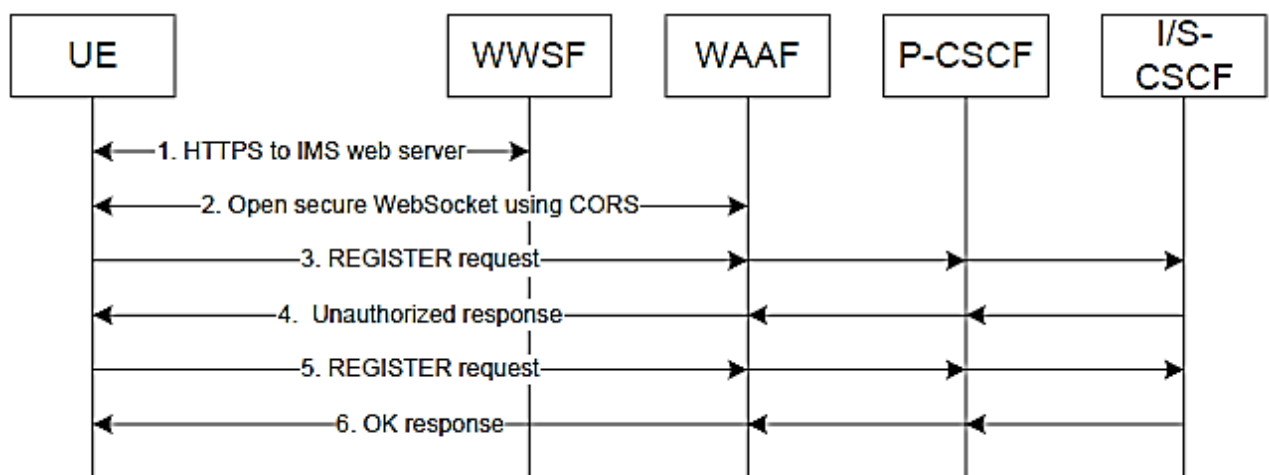 UE
WWSF
WAAF
P-CSCF
I/S-
CSCF
1. HTTPS to IMS web server
2. Open secure WebSocket using CORS
3. REGISTER request
4. Unauthorized response
5. REGISTER request
6. OK response